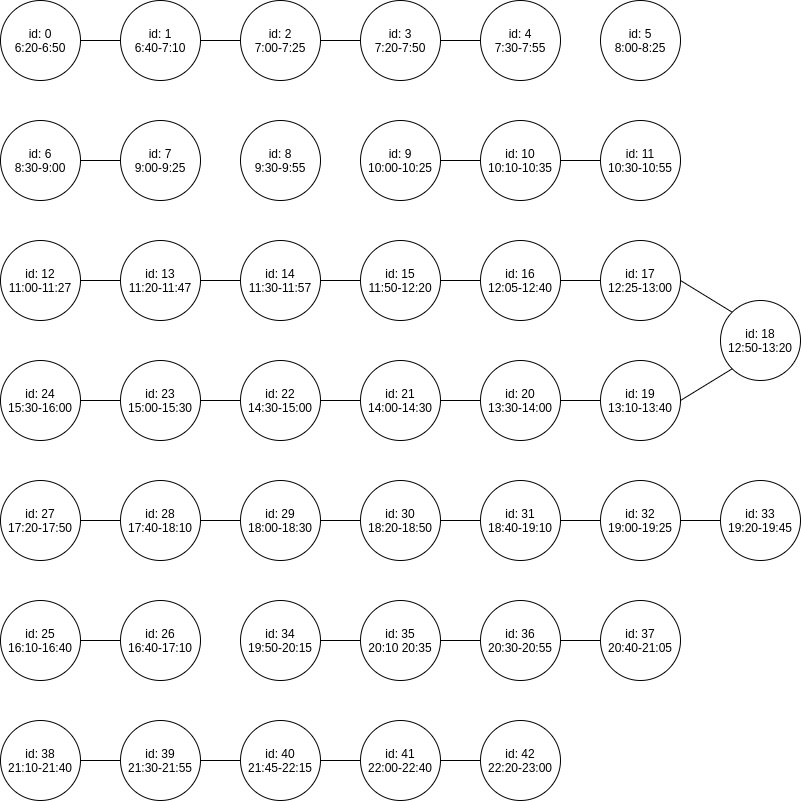 id: 0
6:20-6:50
id: 1
6:40-7:10
id: 2
7:00-7:25
id: 3
7:20-7:50
id: 4
7:30-7:55
id: 5
8:00-8:25
id: 6
8:30-9:00
id: 7
9:00-9:25
id: 8
9:30-9:55
id: 9
10:00-10:25
id: 10
10:10-10:35
id: 11
10:30-10:55
id: 12
11:00-11:27
id: 13
11:20-11:47
id: 14
11:30-11:57
id: 15
11:50-12:20
id: 16
12:05-12:40
id: 17
12:25-13:00
id: 18
12:50-13:20
id: 24
15:30-16:00
id: 23
15:00-15:30
id: 22
14:30-15:00
id: 21
14:00-14:30
id: 20
13:30-14:00
id: 19
13:10-13:40
id: 27
17:20-17:50
id: 28
17:40-18:10
id: 29
18:00-18:30
id: 30
18:20-18:50
id: 31
18:40-19:10
id: 32
19:00-19:25
id: 33
19:20-19:45
id: 25
16:10-16:40
id: 26
16:40-17:10
id: 34
19:50-20:15
id: 35
20:10 20:35
id: 36
20:30-20:55
id: 37
20:40-21:05
id: 38
21:10-21:40
id: 39
21:30-21:55
id: 40
21:45-22:15
id: 41
22:00-22:40
id: 42
22:20-23:00